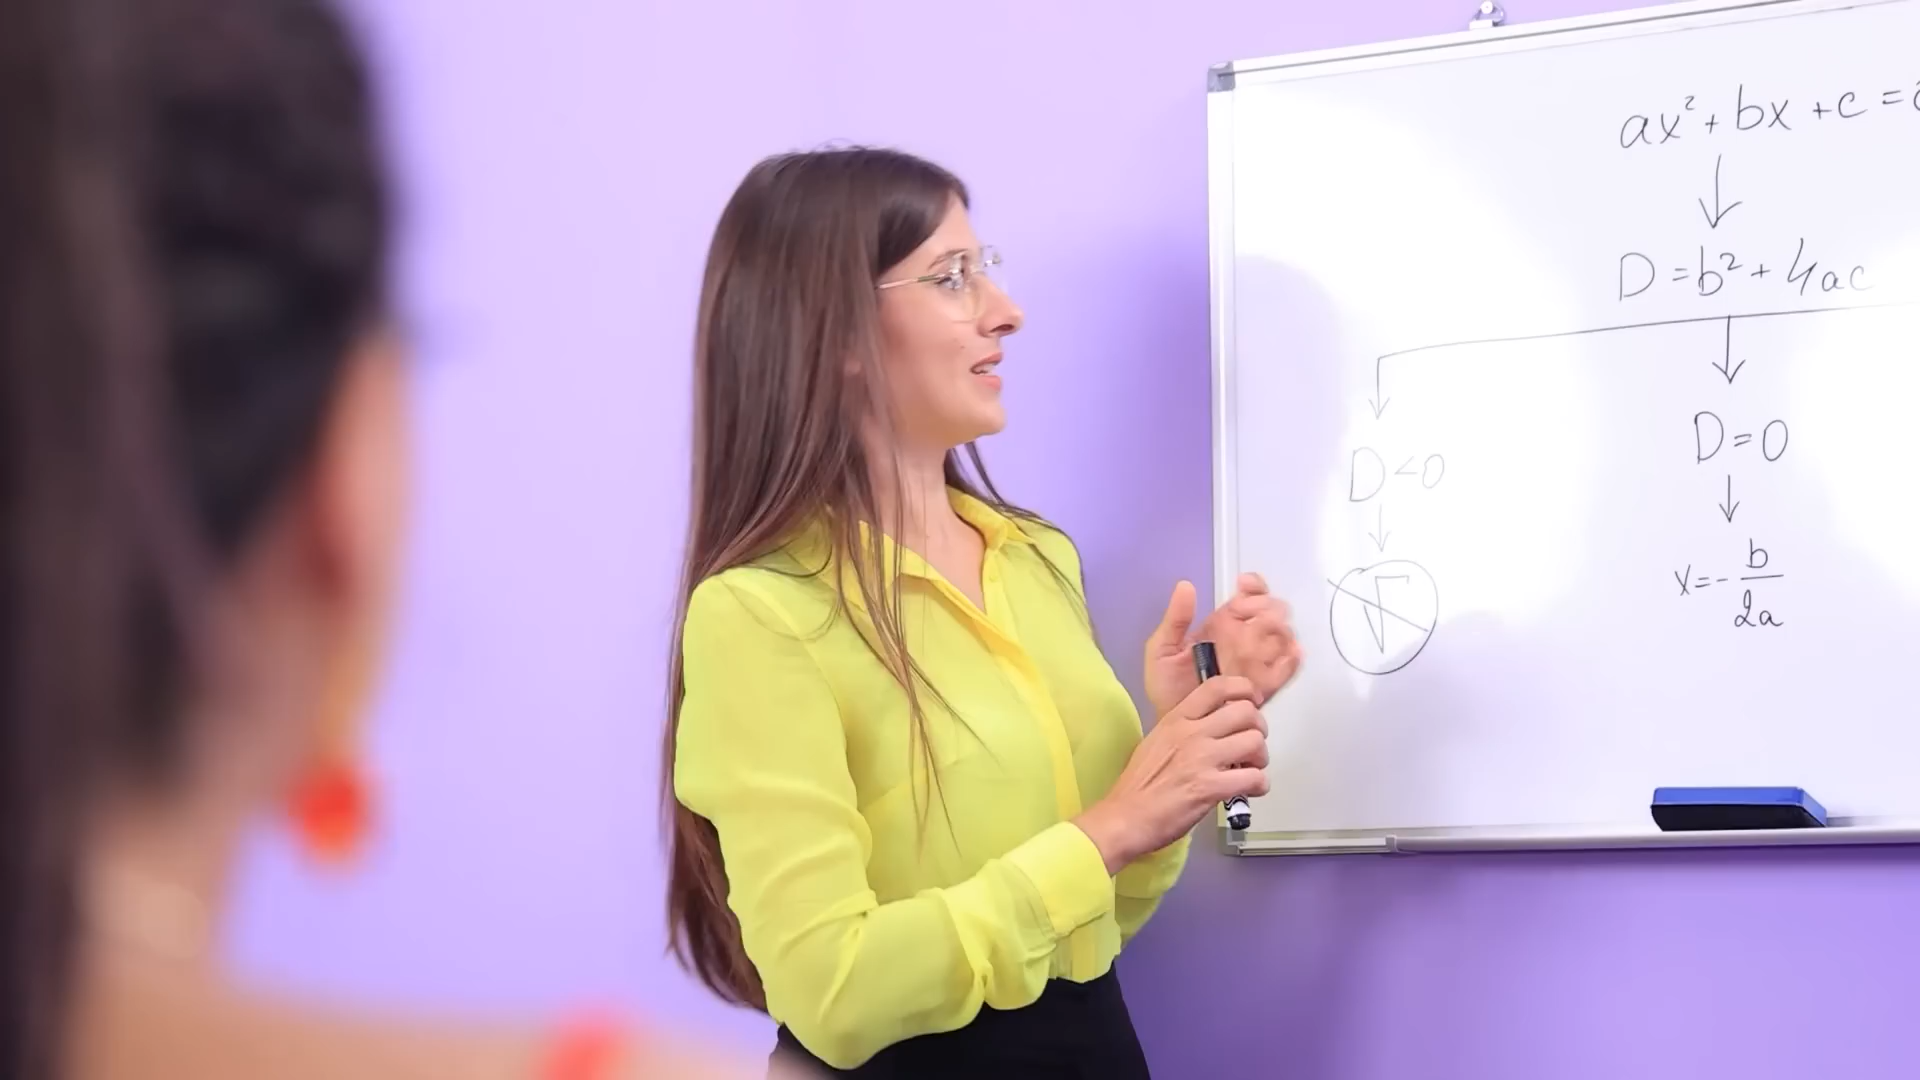 ax² + bx + c =
D = b² + 4ac
D < 0
D = 0
x = - b/2a